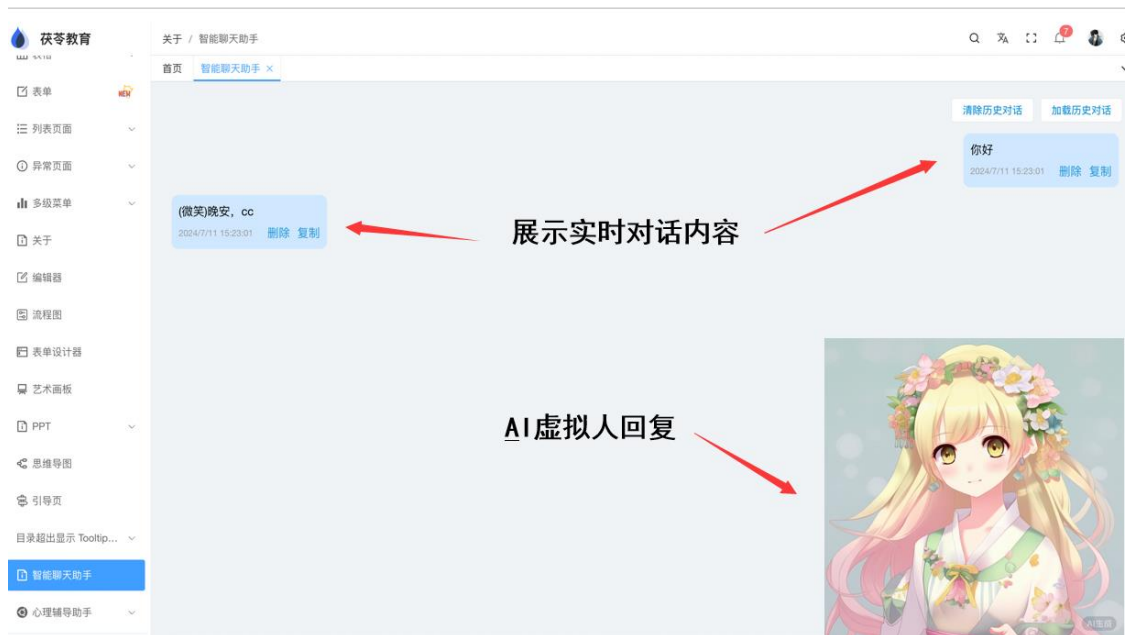 茯苓教育
关于 / 智能聊天助手
7
首页 智能聊天助手 ×
表单 NEW
列表页面
异常页面
多级菜单
关于
编辑器
流程图
表单设计器
艺术画板
PPT
思维导图
引导页
目录超出显示 Tooltip...
智能聊天助手
心理辅导助手
清除历史对话 加载历史对话
你好
2024/7/11 15:23:01 删除 复制
(微笑)晚安，cc
2024/7/11 15:23:01 删除 复制
展示实时对话内容
AI虚拟人回复